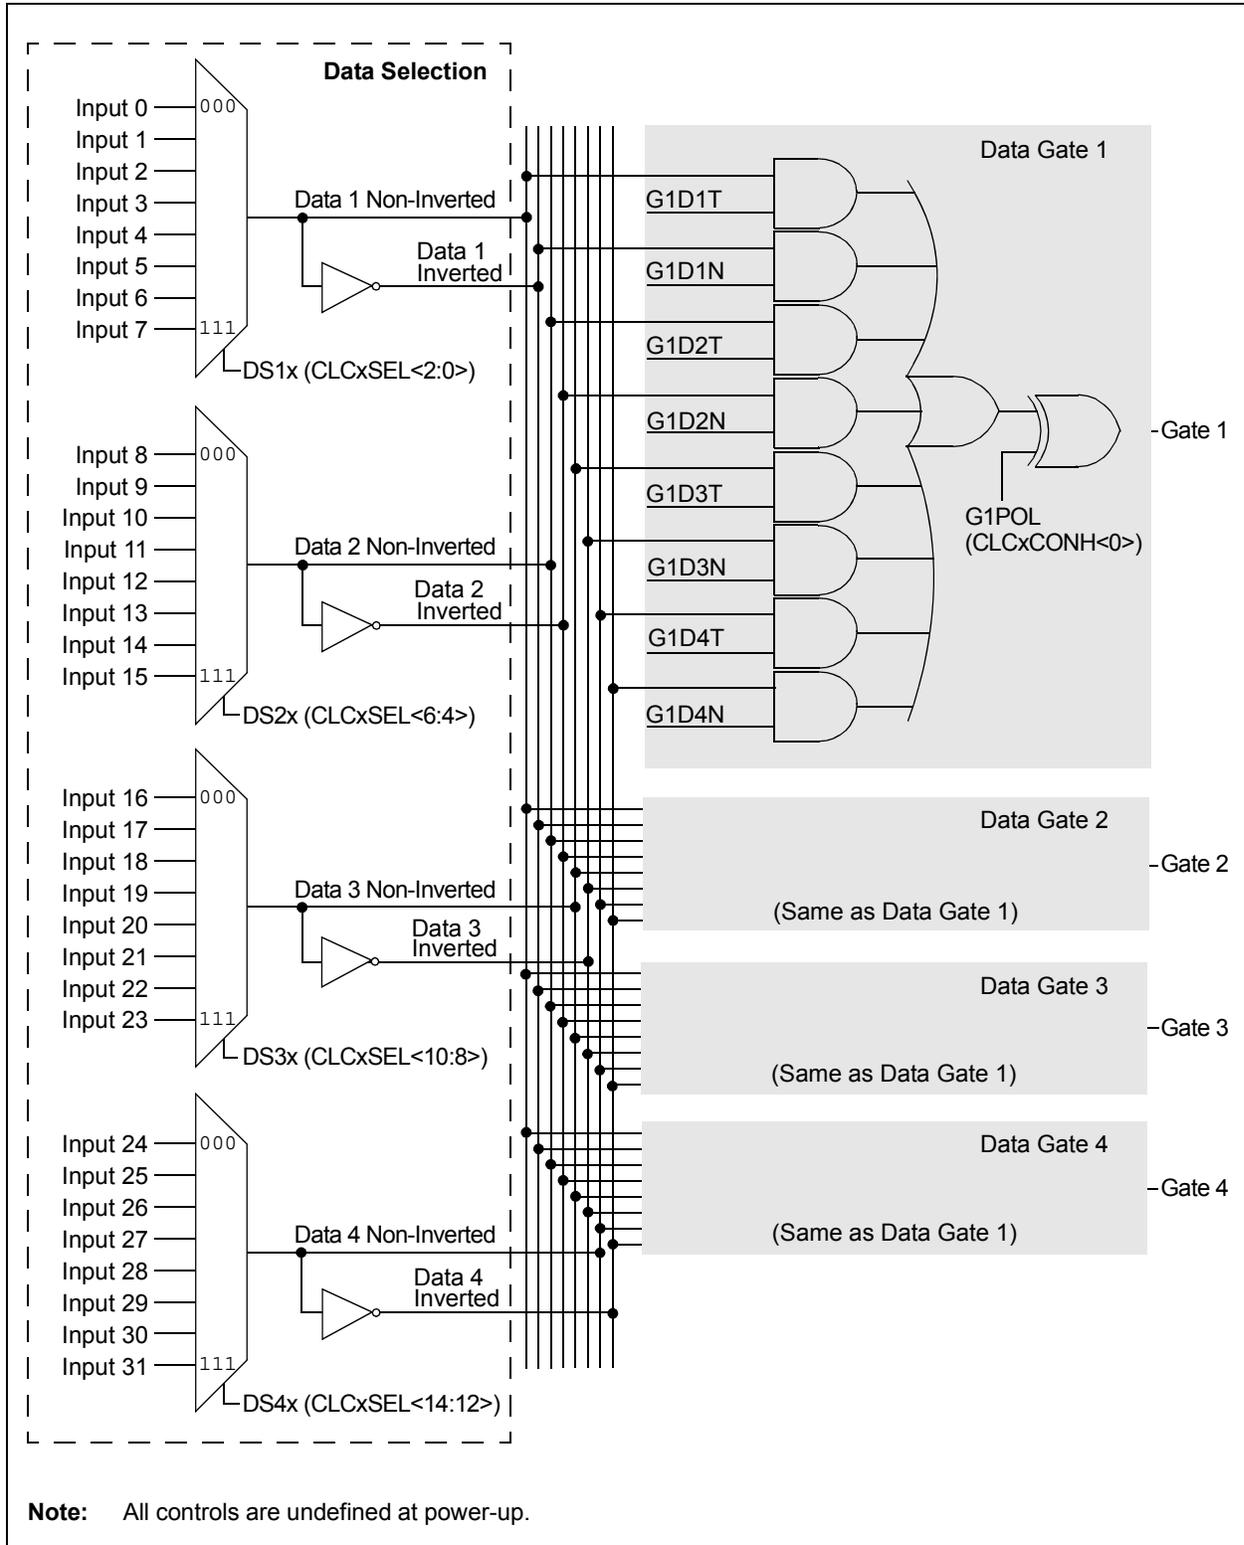 Data Selection
Input 0
000
Input 1
Input 2
Input 3
Input 4
Input 5
Input 6
Input 7
111
Data 1 Non-Inverted
Data 1
Inverted
DS1x (CLCxSEL<2:0>)
Input 8
000
Input 9
Input 10
Input 11
Input 12
Input 13
Input 14
Input 15
111
Data 2 Non-Inverted
Data 2
Inverted
DS2x (CLCxSEL<6:4>)
Input 16
000
Input 17
Input 18
Input 19
Input 20
Input 21
Input 22
Input 23
111
Data 3 Non-Inverted
Data 3
Inverted
DS3x (CLCxSEL<10:8>)
Input 24
000
Input 25
Input 26
Input 27
Input 28
Input 29
Input 30
Input 31
111
Data 4 Non-Inverted
Data 4
Inverted
DS4x (CLCxSEL<14:12>)
Data Gate 1
G1D1T
G1D1N
G1D2T
G1D2N
G1D3T
G1D3N
G1D4T
G1D4N
G1POL
(CLCxCONH<0>)
Gate 1
Data Gate 2
(Same as Data Gate 1)
Gate 2
Data Gate 3
(Same as Data Gate 1)
Gate 3
Data Gate 4
(Same as Data Gate 1)
Gate 4
Note: All controls are undefined at power-up.